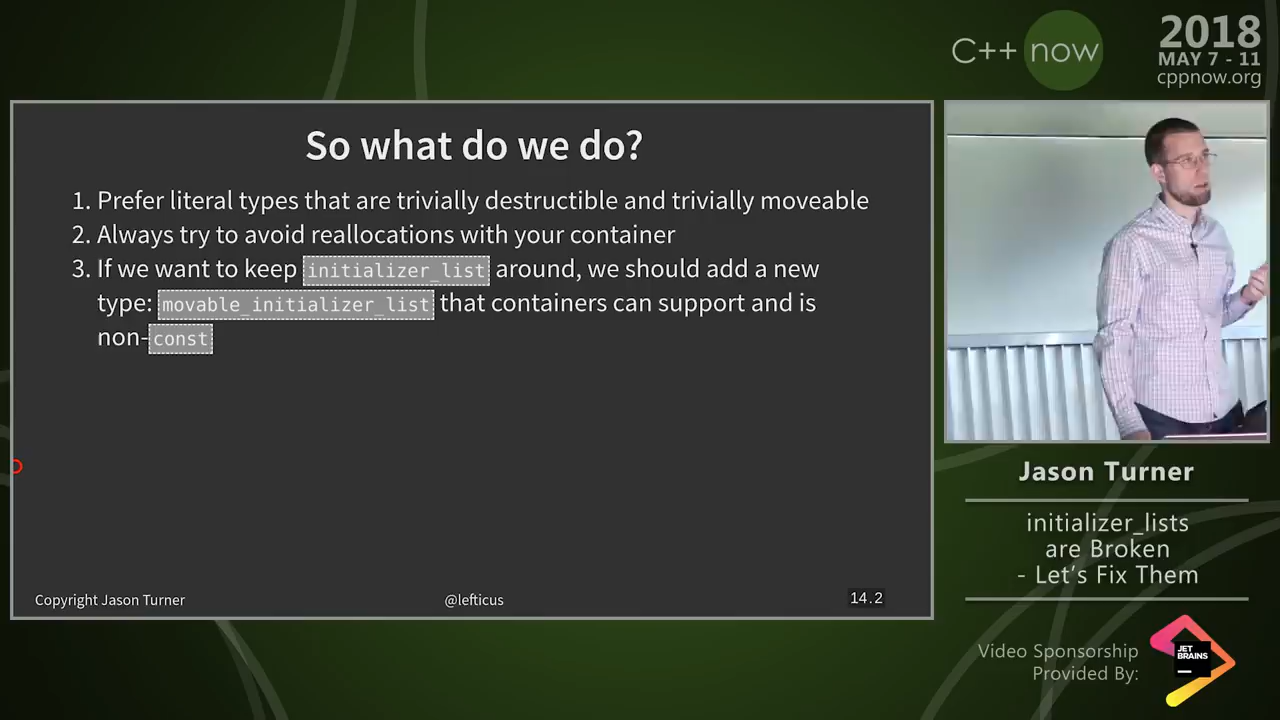 C++ now
2018
MAY 7 - 11
cppnow.org
So what do we do?
1. Prefer literal types that are trivially destructible and trivially moveable
2. Always try to avoid reallocations with your container
3. If we want to keep initializer_list around, we should add a new
type: movable_initializer_list that containers can support and is
non-const
Copyright Jason Turner
@lefticus
14.2
Jason Turner
initializer_lists
are Broken
- Let's Fix Them
Video Sponsorship
Provided By:
JET
BRAINS